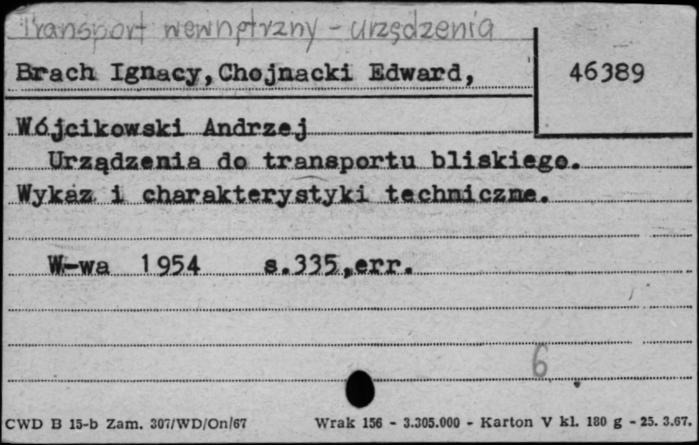 Transport wewnętrzny - urządzenia
Brach Ignacy, Chojnacki Edward,
46389
Wójcikowski Andrzej
Urządzenia do transportu bliskiego.
Wykaz i charakterystyki techniczne.
W-wa 1954 s.335,err.
6
CWD B 15-b Zam. 307/WD/On/67 Wrak 156 - 3.305.000 - Karton V kl. 180 g - 25. 3.67.